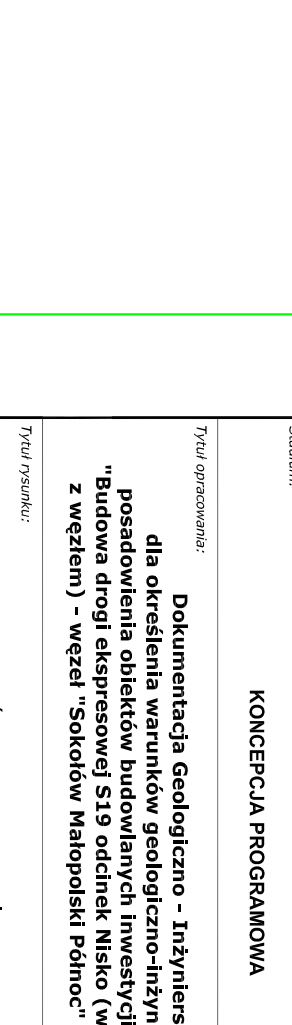 KONCEPCJA PROGRAMOWA
Tytuł opracowania:
Dokumentacja Geologiczno - Inżyniers
dla określenia warunków geologiczno-inżyn
posadowienia obiektów budowlanych inwestycji
"Budowa drogi ekspresowej S19 odcinek Nisko (w
z węzłem) - węzeł "Sokołów Małopolski Północ"
Tytuł rysunku: